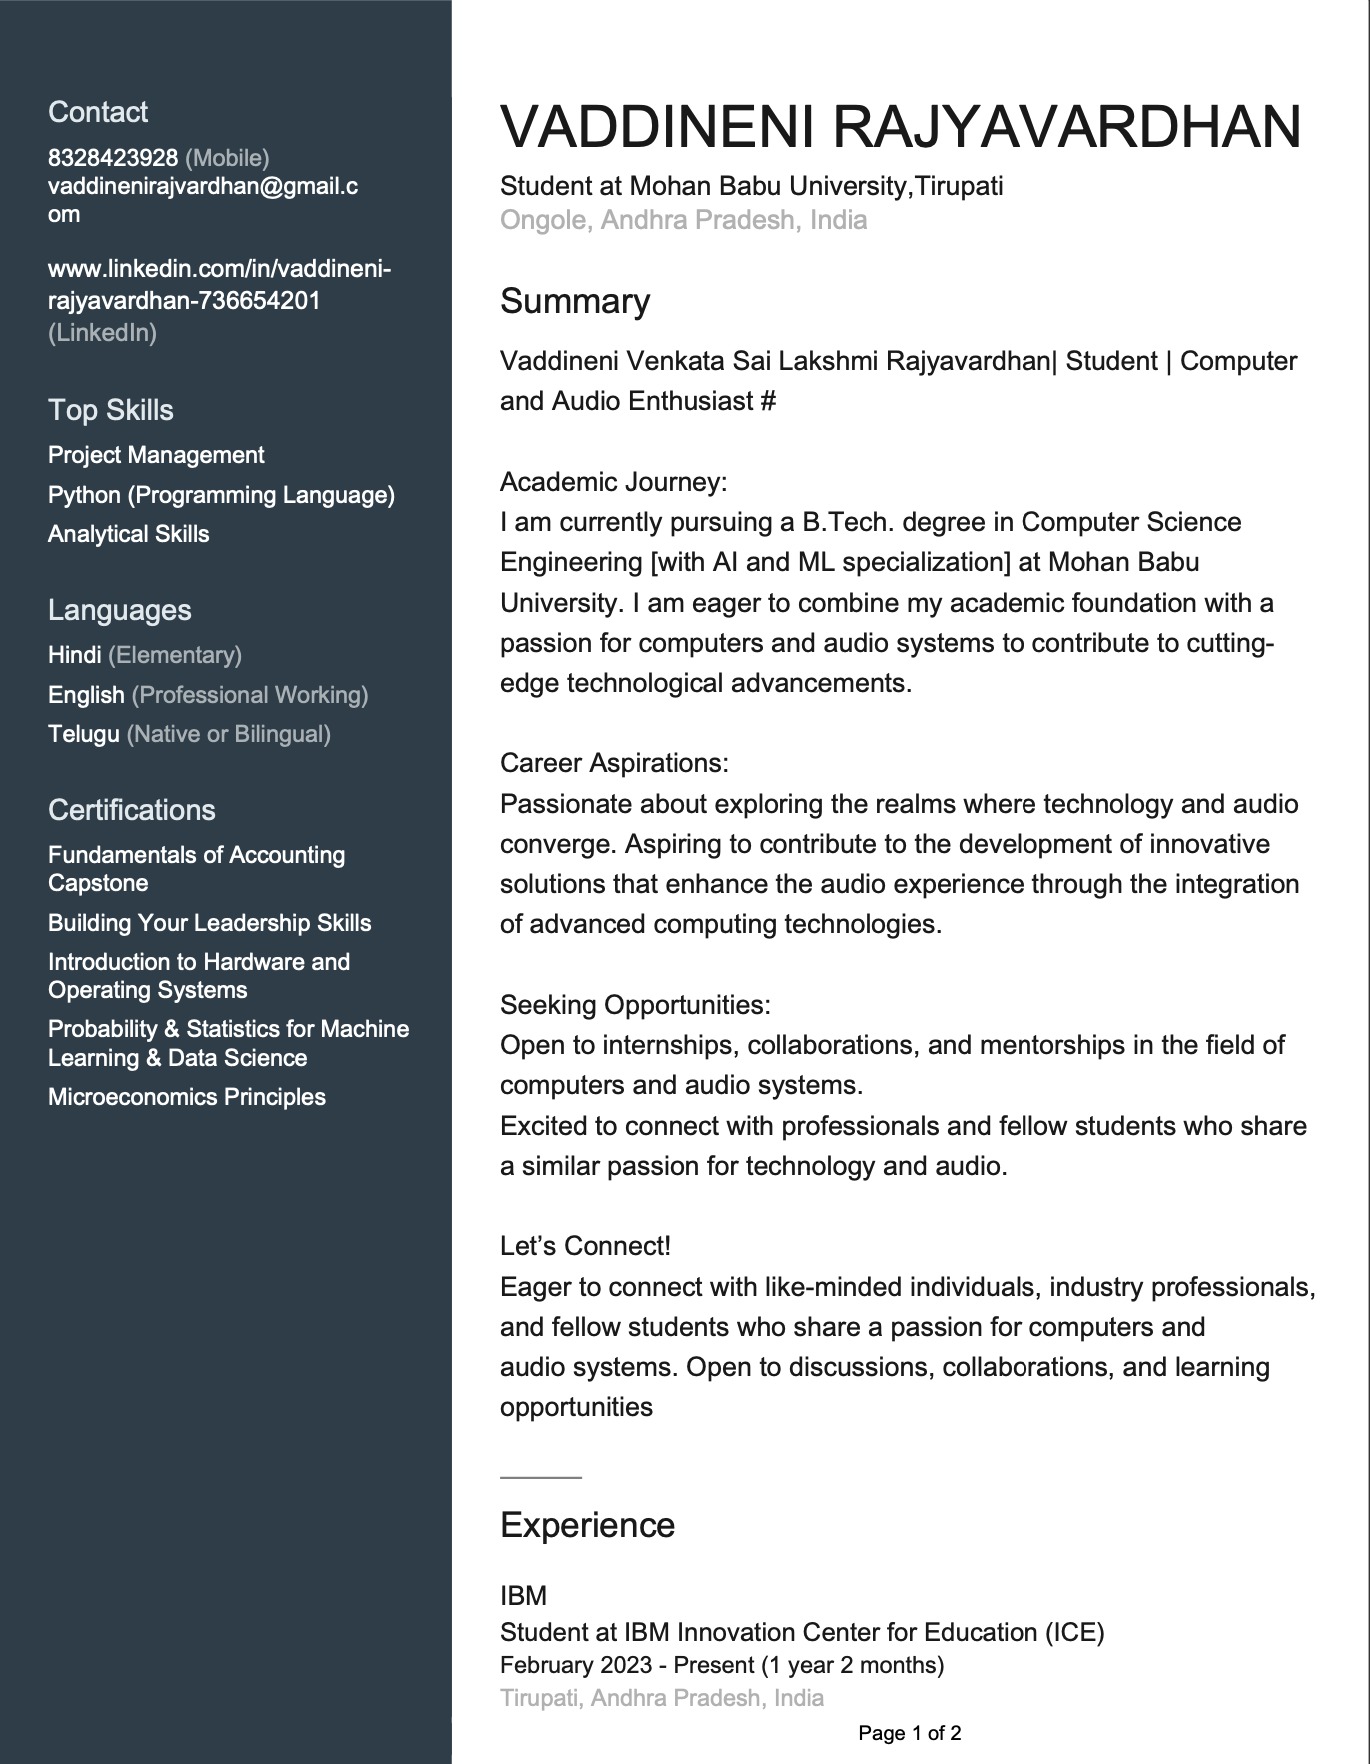 Contact
8328423928 (Mobile)
vaddinenirajvardhan@gmail.c
om
www.linkedin.com/in/vaddineni-
rajyavardhan-736654201
(LinkedIn)
Top Skills
Project Management
Python (Programming Language)
Analytical Skills
Languages
Hindi (Elementary)
English (Professional Working)
Telugu (Native or Bilingual)
Certifications
Fundamentals of Accounting
Capstone
Building Your Leadership Skills
Introduction to Hardware and
Operating Systems
Probability & Statistics for Machine
Learning & Data Science
Microeconomics Principles
VADDINENI RAJYAVARDHAN
Student at Mohan Babu University,Tirupati
Ongole, Andhra Pradesh, India
Summary
Vaddineni Venkata Sai Lakshmi Rajyavardhan| Student | Computer
and Audio Enthusiast #
Academic Journey:
I am currently pursuing a B.Tech. degree in Computer Science
Engineering [with AI and ML specialization] at Mohan Babu
University. I am eager to combine my academic foundation with a
passion for computers and audio systems to contribute to cutting-
edge technological advancements.
Career Aspirations:
Passionate about exploring the realms where technology and audio
converge. Aspiring to contribute to the development of innovative
solutions that enhance the audio experience through the integration
of advanced computing technologies.
Seeking Opportunities:
Open to internships, collaborations, and mentorships in the field of
computers and audio systems.
Excited to connect with professionals and fellow students who share
a similar passion for technology and audio.
Let’s Connect!
Eager to connect with like-minded individuals, industry professionals,
and fellow students who share a passion for computers and
audio systems. Open to discussions, collaborations, and learning
opportunities
Experience
IBM
Student at IBM Innovation Center for Education (ICE)
February 2023 - Present (1 year 2 months)
Tirupati, Andhra Pradesh, India
Page 1 of 2